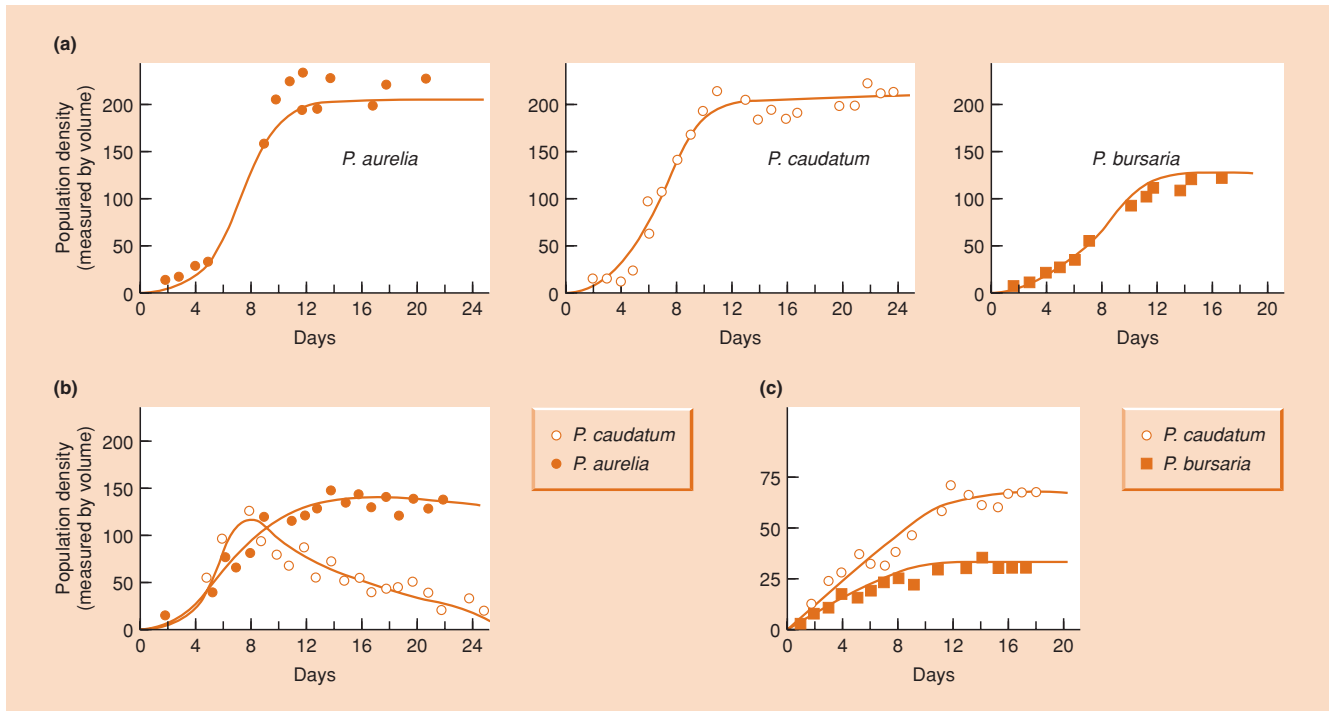 (a)
Population density
(measured by volume)
200
150
100
50
0
0 4 8 12 16 20 24
Days
P. aurelia
200
150
100
50
0
0 4 8 12 16 20 24
Days
P. caudatum
200
150
100
50
0
0 4 8 12 16 20
Days
P. bursaria
(b)
Population density
(measured by volume)
200
150
100
50
0
0 4 8 12 16 20 24
Days
P. caudatum
P. aurelia
(c)
75
50
25
0
0 4 8 12 16 20
Days
P. caudatum
P. bursaria